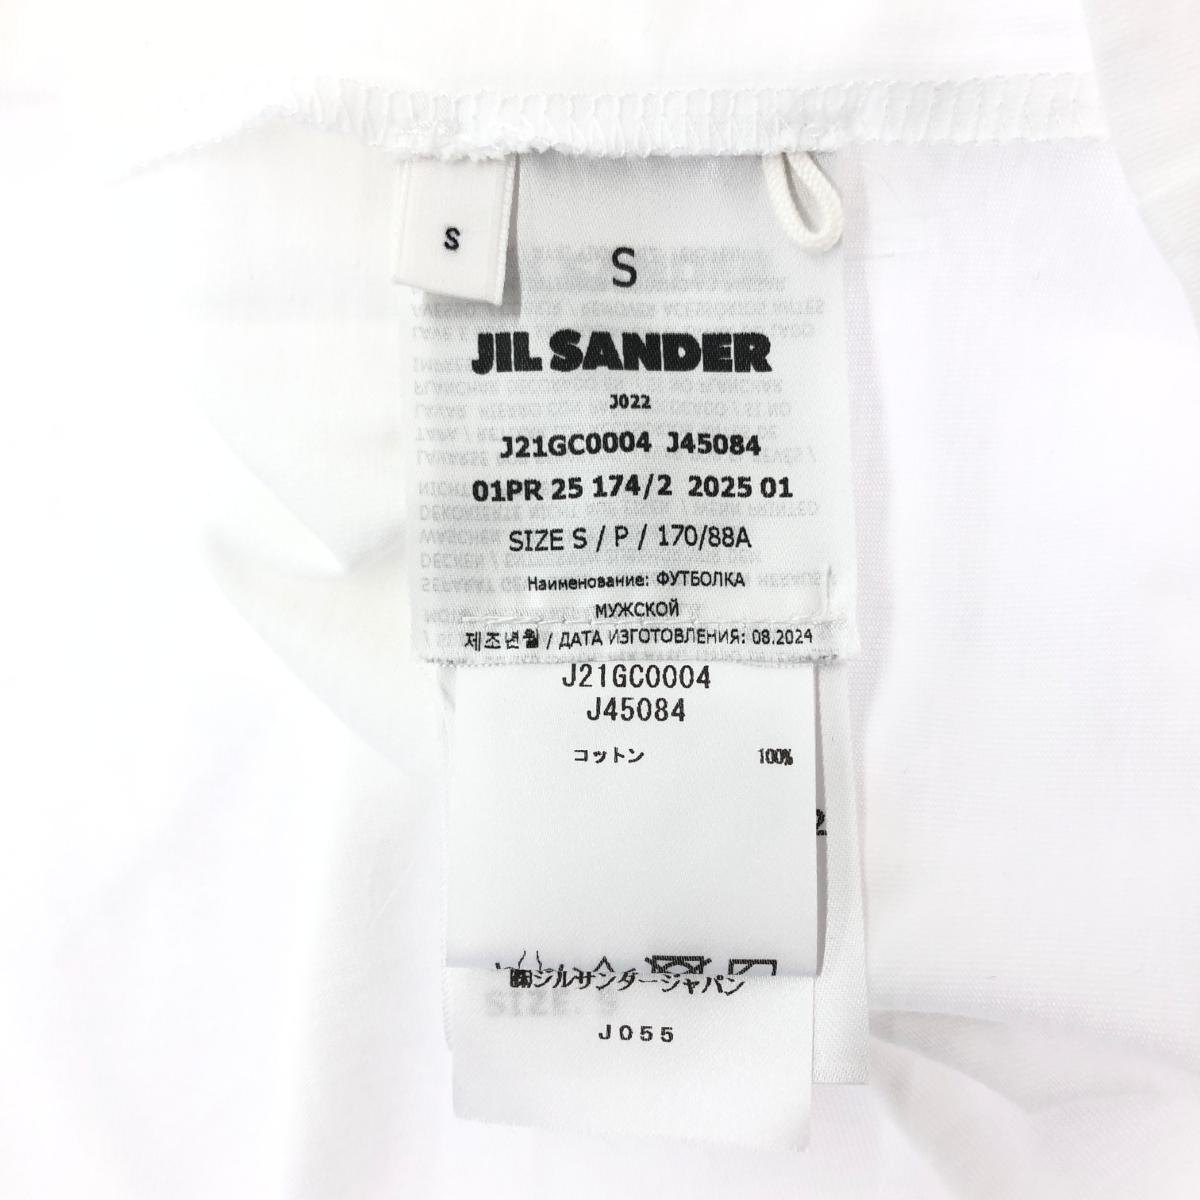 S
S
JIL SANDER
J022
J21GC0004 J45084
01PR 25 174/2 2025 01
SIZE S / P / 170/88A
Наименование: ФУТБОЛКА
МУЖСКОЙ
제조년월 / ДАТА ИЗГОТОВЛЕНИЯ: 08.2024
J21GC0004
J45084
コットン 100%
2
㈱ジルサンダージャパン
SIZE: S
J055